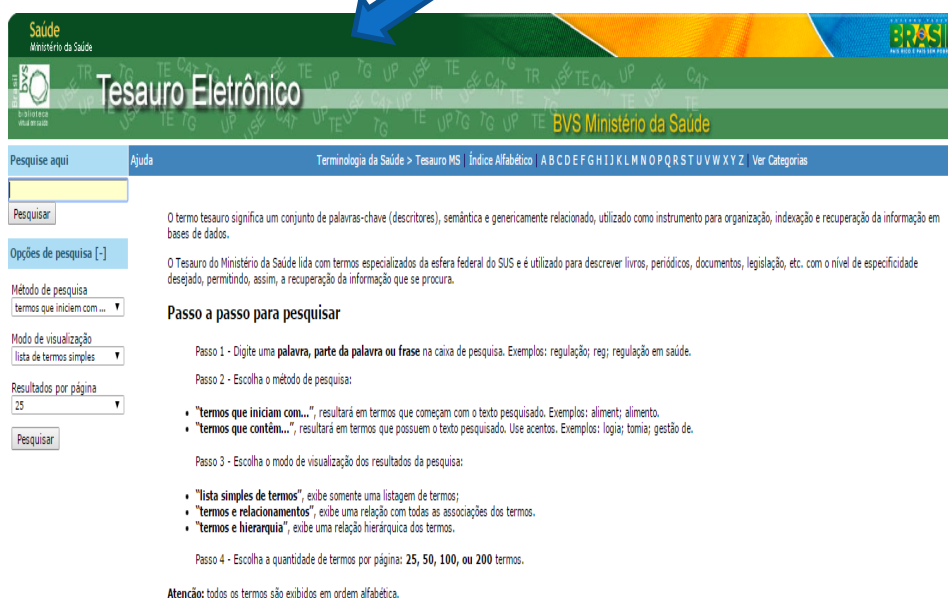 Saúde
Ministério da Saúde
BRASIL
PAÍS RICO É PAÍS SEM POBREZA
Brasil
bvs
biblioteca
virtual em saúde
Tesauro Eletrônico
BVS Ministério da Saúde
Pesquise aqui
Ajuda
Terminologia da Saúde > Tesauro MS | Índice Alfabético | A B C D E F G H I J K L M N O P Q R S T U V W X Y Z | Ver Categorias
Pesquisar
Opções de pesquisa [-]
Método de pesquisa
termos que iniciem com ...
Modo de visualização
lista de termos simples
Resultados por página
25
Pesquisar
O termo tesauro significa um conjunto de palavras-chave (descritores), semântica e genericamente relacionado, utilizado como instrumento para organização, indexação e recuperação da informação em
bases de dados.
O Tesauro do Ministério da Saúde lida com termos especializados da esfera federal do SUS e é utilizado para descrever livros, periódicos, documentos, legislação, etc. com o nível de especificidade
desejado, permitindo, assim, a recuperação da informação que se procura.
Passo a passo para pesquisar
Passo 1 - Digite uma palavra, parte da palavra ou frase na caixa de pesquisa. Exemplos: regulação; reg; regulação em saúde.
Passo 2 - Escolha o método de pesquisa:
• "termos que iniciam com...", resultará em termos que começam com o texto pesquisado. Exemplos: aliment; alimento.
• "termos que contêm...", resultará em termos que possuem o texto pesquisado. Use acentos. Exemplos: logia; tomia; gestão de.
Passo 3 - Escolha o modo de visualização dos resultados da pesquisa:
• "lista simples de termos", exibe somente uma listagem de termos;
• "termos e relacionamentos", exibe uma relação com todas as associações dos termos.
• "termos e hierarquia", exibe uma relação hierárquica dos termos.
Passo 4 - Escolha a quantidade de termos por página: 25, 50, 100, ou 200 termos.
Atenção: todos os termos são exibidos em ordem alfabética.